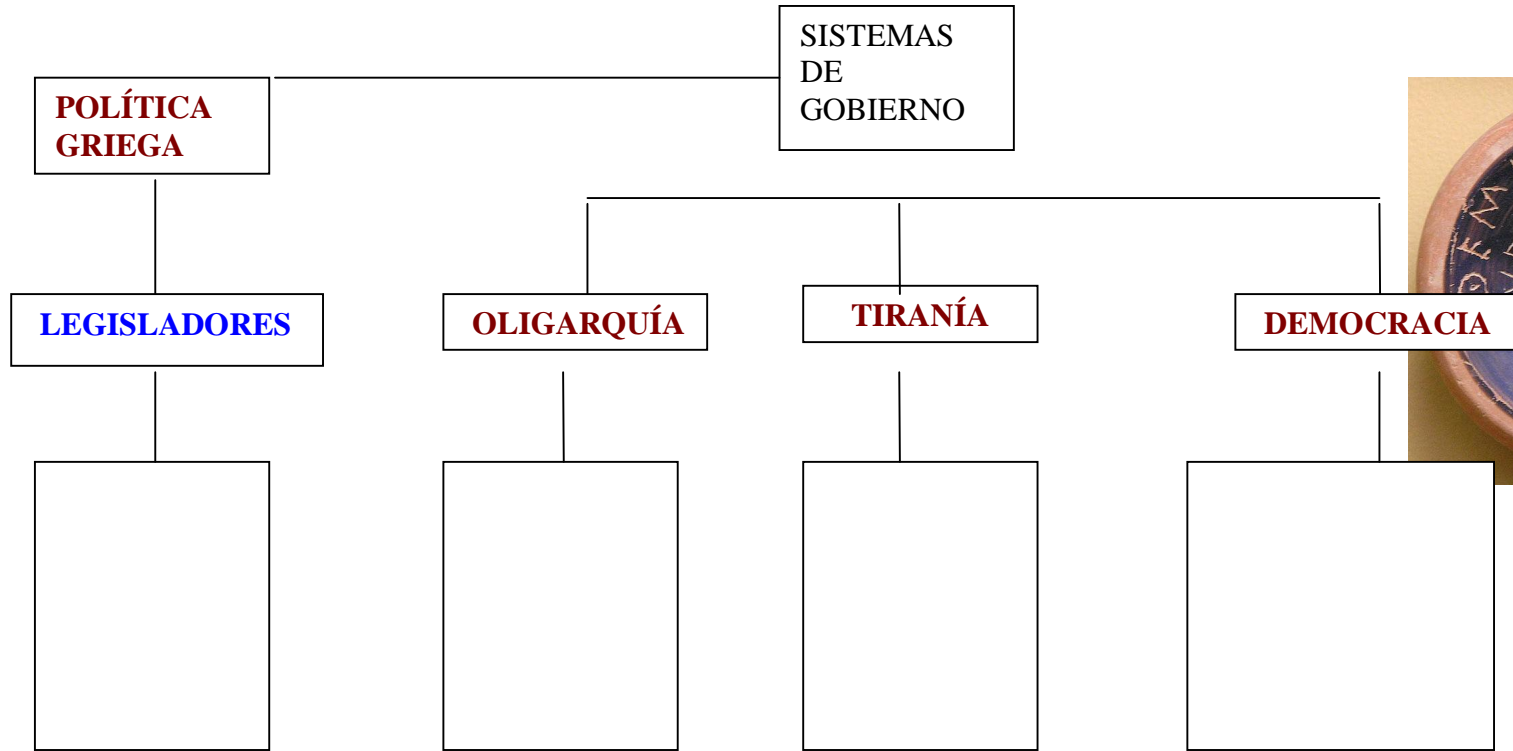 SISTEMAS
DE
GOBIERNO
POLÍTICA
GRIEGA
LEGISLADORES
OLIGARQUÍA
TIRANÍA
DEMOCRACIA